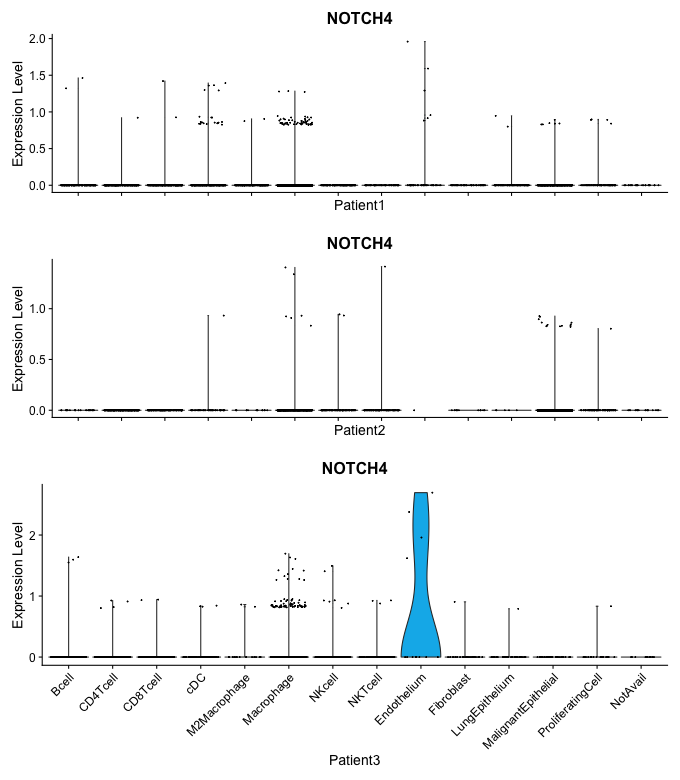 NOTCH4
Expression Level
2.0
1.5
1.0
0.5
0.0
Patient1
NOTCH4
Expression Level
1.0
0.5
0.0
Patient2
NOTCH4
Expression Level
2
1
0
Bcell
CD4Tcell
CD8Tcell
cDC
M2Macrophage
Macrophage
NKcell
NKTcell
Endothelium
Fibroblast
LungEpithelium
MalignantEpithelial
ProliferatingCell
NotAvail
Patient3